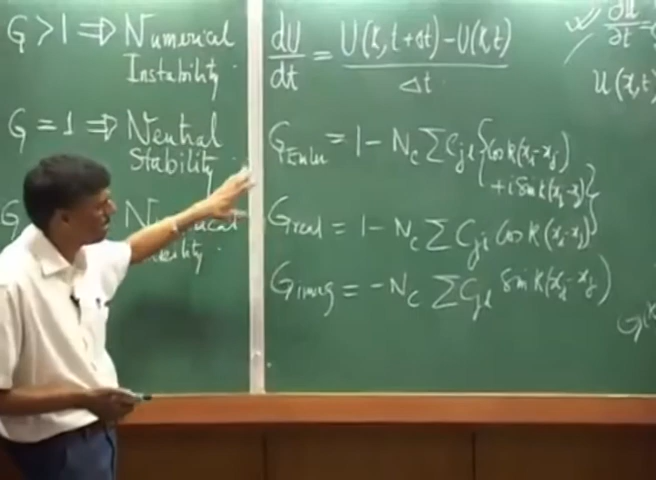 G > 1 ⇒ Numerical
Instability.
G = 1 ⇒ Neutral
Stability.
G
dU/dt = U(k,t+Δt) − U(k,t) / Δt
G_Euler = 1 − N_c Σ C_jl { cos k(x_l − x_j)
+ i sin k(x_l − x_j) }
G_real = 1 − N_c Σ C_jl cos k(x_l − x_j)
G_imag = − N_c Σ C_jl sin k(x_l − x_j)
∂u/∂t
u(x,t)